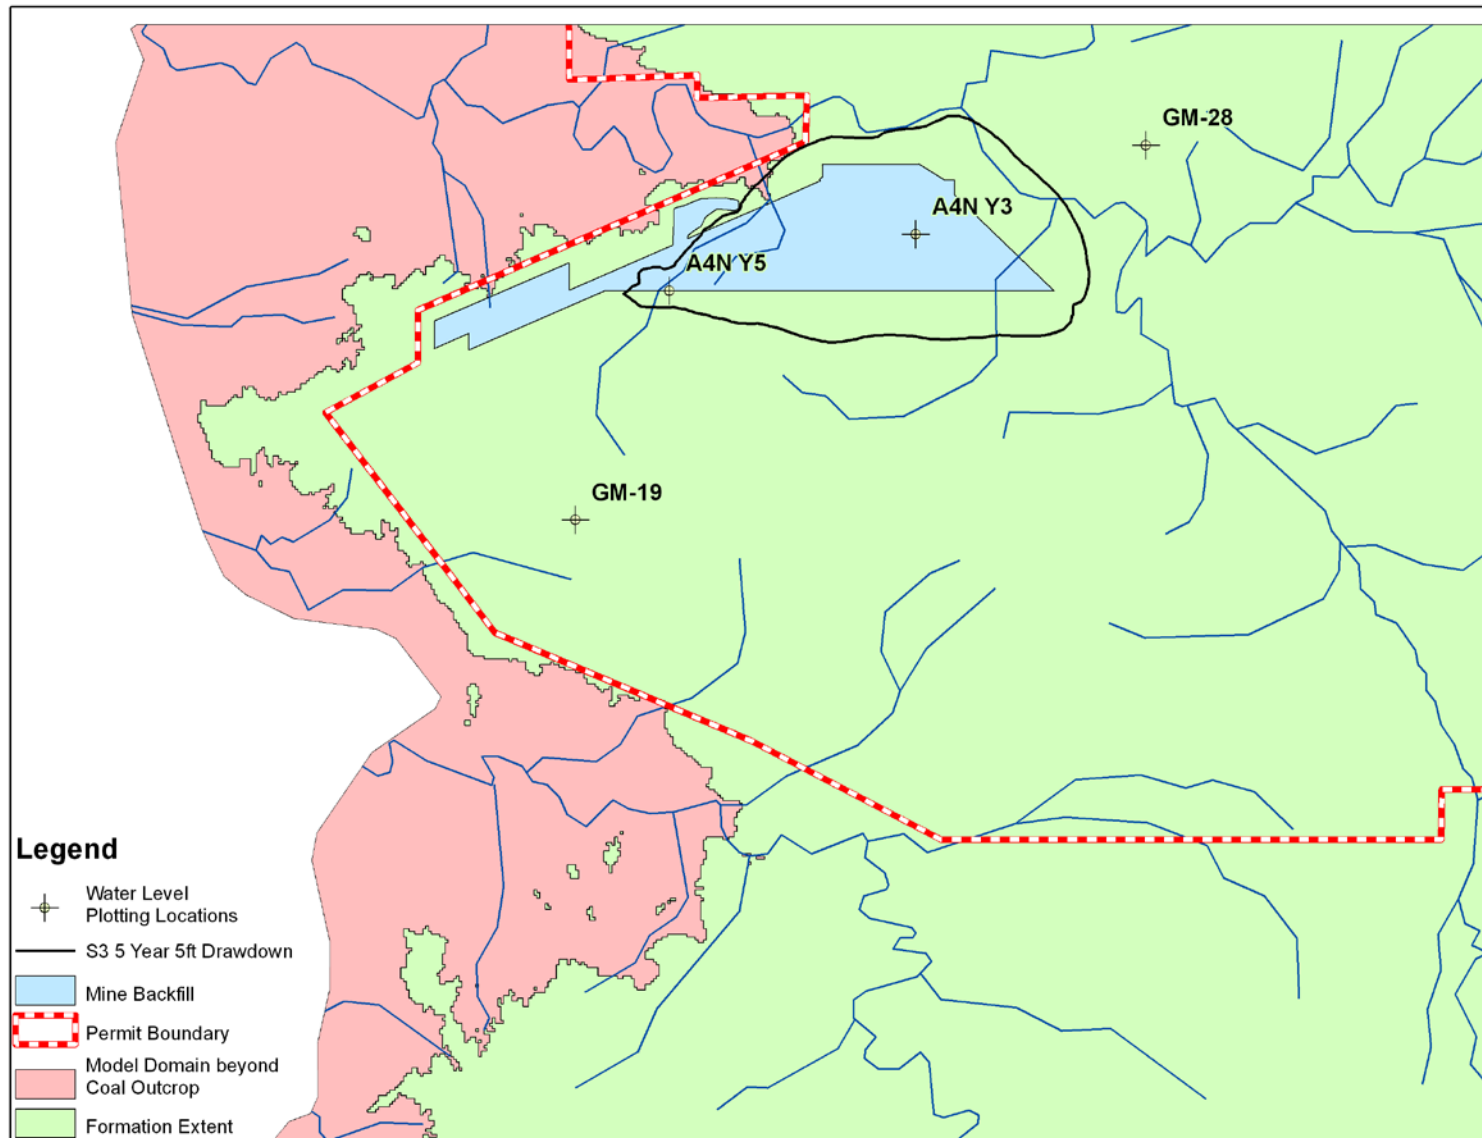 GM-28
A4N Y3
A4N Y5
GM-19
Legend
Water Level
Plotting Locations
S3 5 Year 5ft Drawdown
Mine Backfill
Permit Boundary
Model Domain beyond
Coal Outcrop
Formation Extent